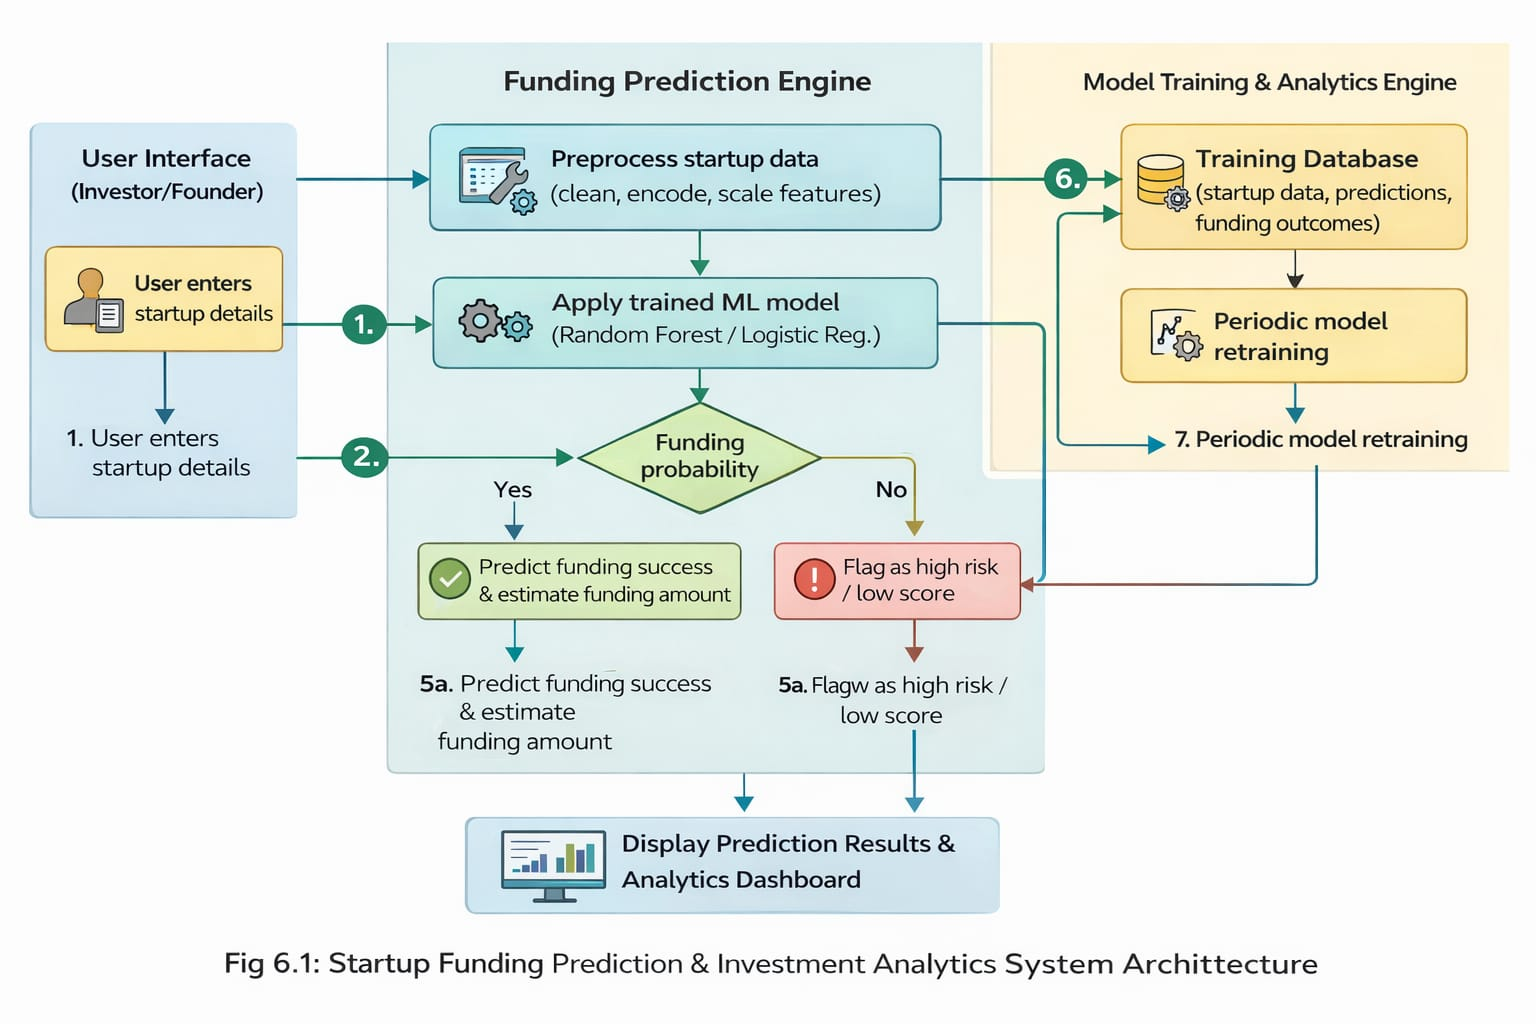 Funding Prediction Engine
Model Training & Analytics Engine
User Interface
(Investor/Founder)
User enters
startup details
1. User enters
startup details
1.
2.
Preprocess startup data
(clean, encode, scale features)
Apply trained ML model
(Random Forest / Logistic Reg.)
Funding
probability
Yes
No
Predict funding success
& estimate funding amount
Flag as high risk
/ low score
5a. Predict funding success
& estimate
funding amount
5a. Flagw as high risk /
low score
6.
Training Database
(startup data, predictions,
funding outcomes)
Periodic model
retraining
7. Periodic model retraining
Display Prediction Results &
Analytics Dashboard
Fig 6.1: Startup Funding Prediction & Investment Analytics System Archittecture